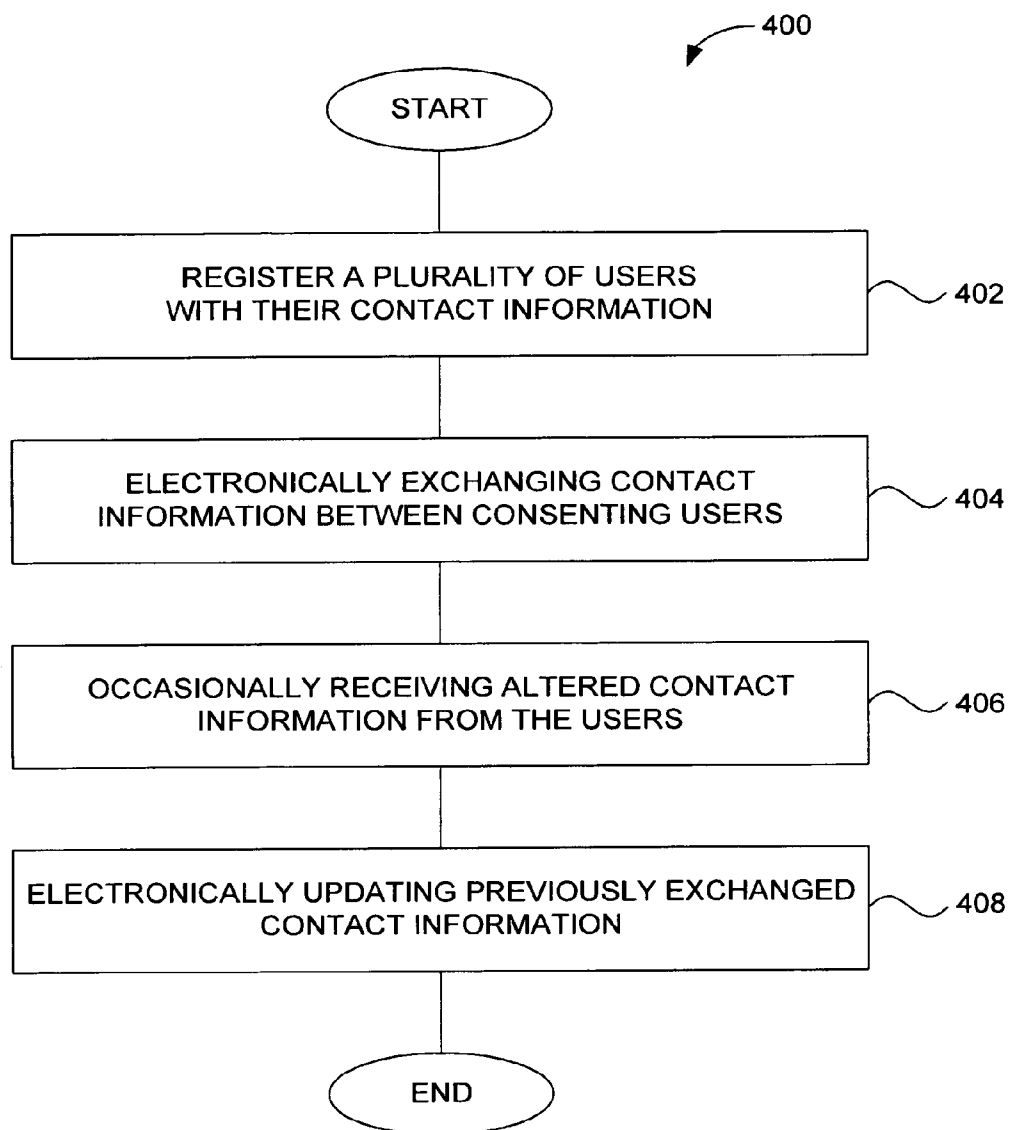 400
START
REGISTER A PLURALITY OF USERS
WITH THEIR CONTACT INFORMATION
402
ELECTRONICALLY EXCHANGING CONTACT
INFORMATION BETWEEN CONSENTING USERS
404
OCCASIONALLY RECEIVING ALTERED CONTACT
INFORMATION FROM THE USERS
406
ELECTRONICALLY UPDATING PREVIOUSLY EXCHANGED
CONTACT INFORMATION
408
END